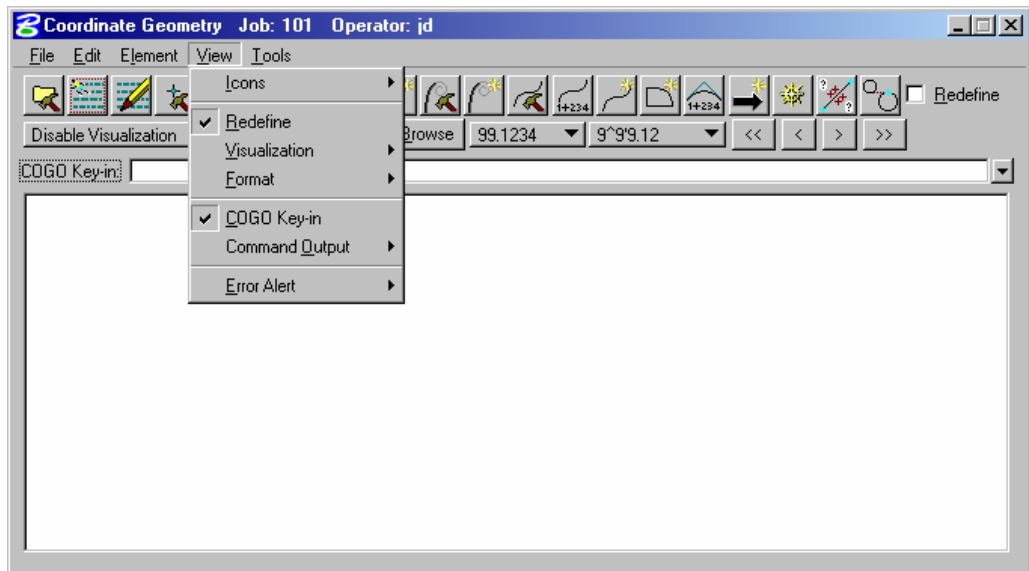 Coordinate Geometry Job: 101 Operator: jd
File Edit Element View Tools
Icons
Redefine
Visualization
Format
COGO Key-in
Command Output
Error Alert
1+234 1+234 Redefine
Disable Visualization Browse 99.1234 9^9'9.12 << < > >>
COGO Key-in: